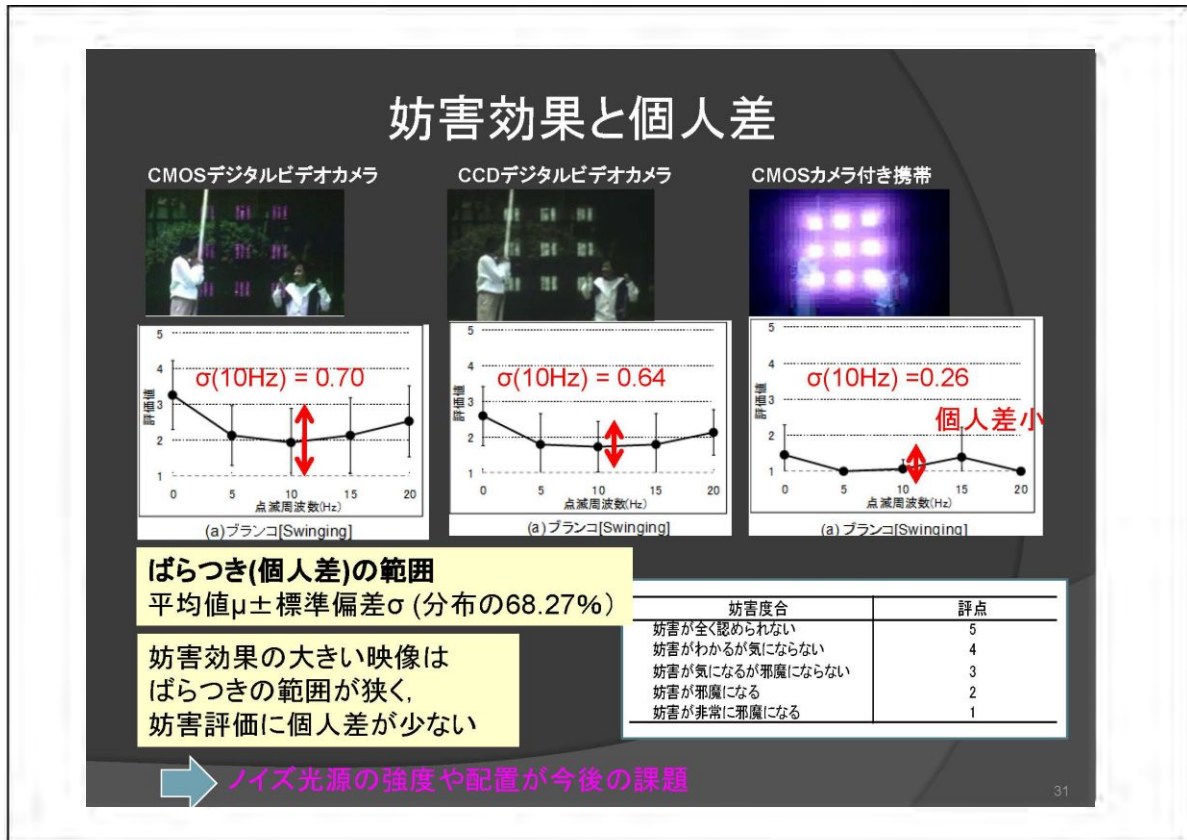 妨害効果と個人差
CMOSデジタルビデオカメラ
CCDデジタルビデオカメラ
CMOSカメラ付き携帯
5
4
3
2
1
評価値
σ(10Hz) = 0.70
0 5 10 15 20
点滅周波数(Hz)
(a)ブランコ[Swinging]
5
4
3
2
1
評価値
σ(10Hz) = 0.64
0 5 10 15 20
点滅周波数(Hz)
(a)ブランコ[Swinging]
5
4
3
2
1
評価値
σ(10Hz) =0.26
個人差小
0 5 10 15 20
点滅周波数(Hz)
(a)ブランコ[Swinging]
ばらつき(個人差)の範囲
平均値μ±標準偏差σ (分布の68.27%)
妨害効果の大きい映像は
ばらつきの範囲が狭く,
妨害評価に個人差が少ない
妨害度合 評点
妨害が全く認められない 5
妨害がわかるが気にならない 4
妨害が気になるが邪魔にならない 3
妨害が邪魔になる 2
妨害が非常に邪魔になる 1
ノイズ光源の強度や配置が今後の課題
31